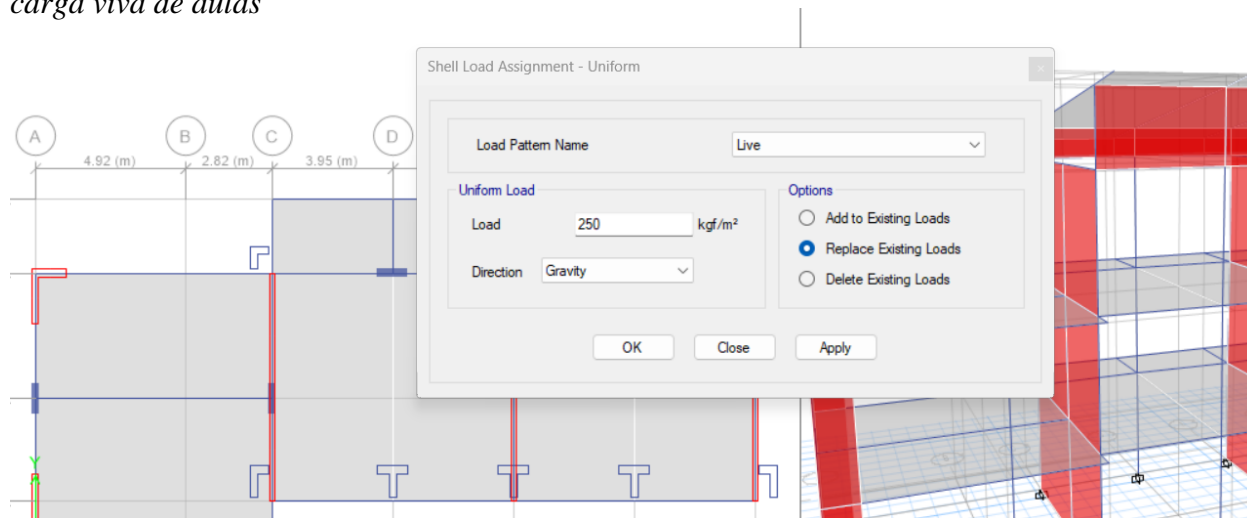 carga viva de aulas
Shell Load Assignment - Uniform
A
B
C
D
4.92 (m)
2.82 (m)
3.95 (m)
Load Pattern Name
Live
Uniform Load
Load
250
kgf/m²
Direction
Gravity
Options
Add to Existing Loads
Replace Existing Loads
Delete Existing Loads
OK
Close
Apply
Y